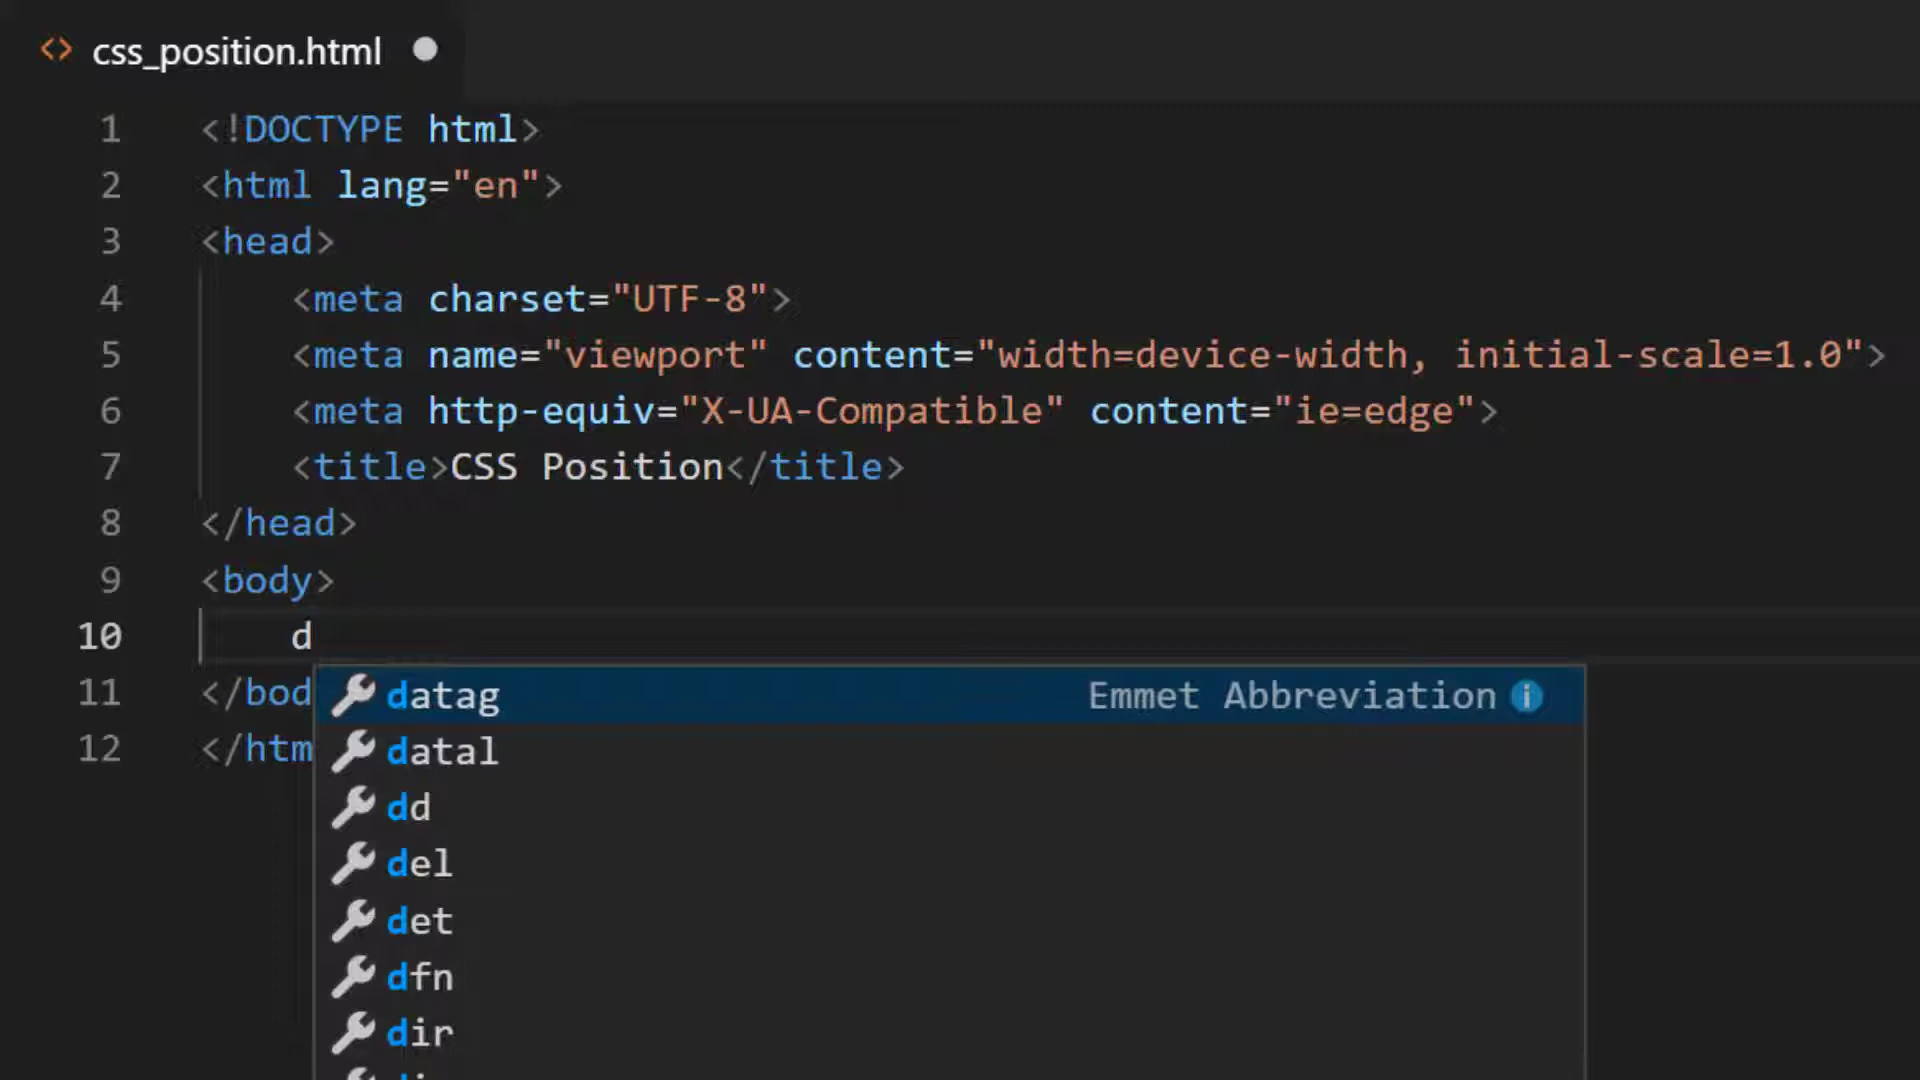 css_position.html
1 <!DOCTYPE html>
2 <html lang="en">
3 <head>
4 <meta charset="UTF-8">
5 <meta name="viewport" content="width=device-width, initial-scale=1.0">
6 <meta http-equiv="X-UA-Compatible" content="ie=edge">
7 <title>CSS Position</title>
8 </head>
9 <body>
10 d
11 </bod
12 </htm
datag Emmet Abbreviation
datal
dd
del
det
dfn
dir